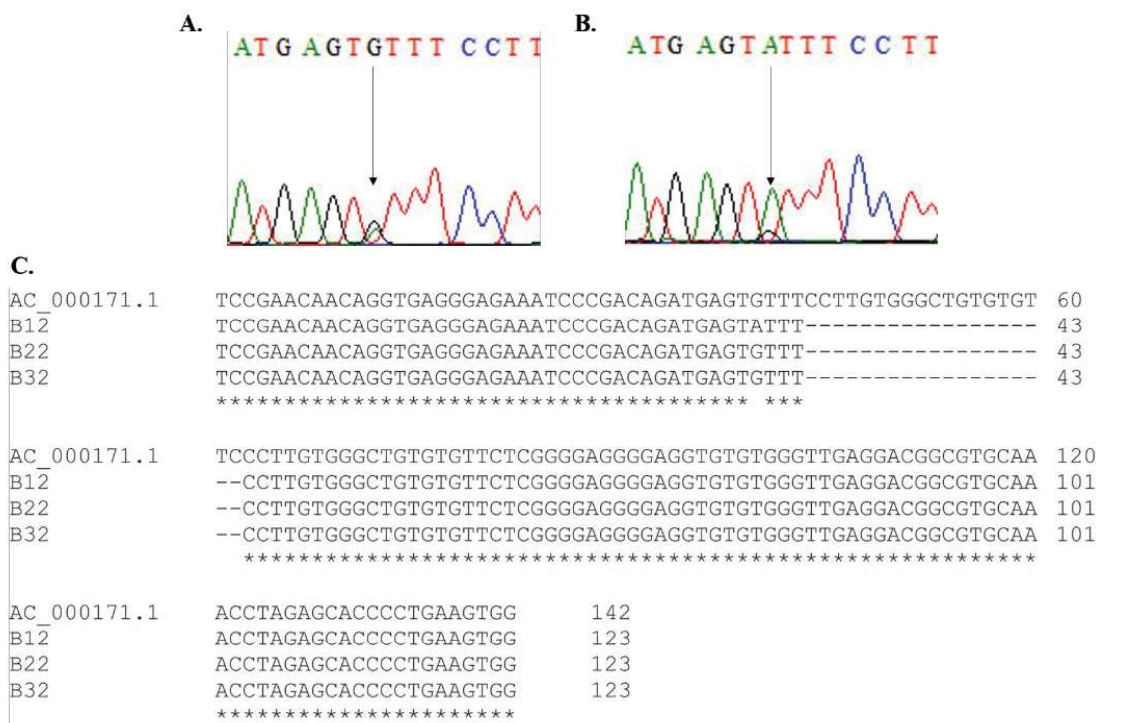 A.
ATGAGTGTTT CCTT
B.
ATG AGTATTT CCTT
C.
AC_000171.1 TCCGAACAACAGGTGAGGGAGAAATCCCGACAGATGAGTGTTTCCTTGTGGGCTGTGTGT 60
B12 TCCGAACAACAGGTGAGGGAGAAATCCCGACAGATGAGTATTT----------------- 43
B22 TCCGAACAACAGGTGAGGGAGAAATCCCGACAGATGAGTGTTT----------------- 43
B32 TCCGAACAACAGGTGAGGGAGAAATCCCGACAGATGAGTGTTT----------------- 43
*************************************** ***
AC_000171.1 TCCCTTGTGGGCTGTGTGTTCTCGGGGAGGGGAGGTGTGTGGGTTGAGGACGGCGTGCAA 120
B12 --CCTTGTGGGCTGTGTGTTCTCGGGGAGGGGAGGTGTGTGGGTTGAGGACGGCGTGCAA 101
B22 --CCTTGTGGGCTGTGTGTTCTCGGGGAGGGGAGGTGTGTGGGTTGAGGACGGCGTGCAA 101
B32 --CCTTGTGGGCTGTGTGTTCTCGGGGAGGGGAGGTGTGTGGGTTGAGGACGGCGTGCAA 101
**********************************************************
AC_000171.1 ACCTAGAGCACCCCTGAAGTGG 142
B12 ACCTAGAGCACCCCTGAAGTGG 123
B22 ACCTAGAGCACCCCTGAAGTGG 123
B32 ACCTAGAGCACCCCTGAAGTGG 123
**********************